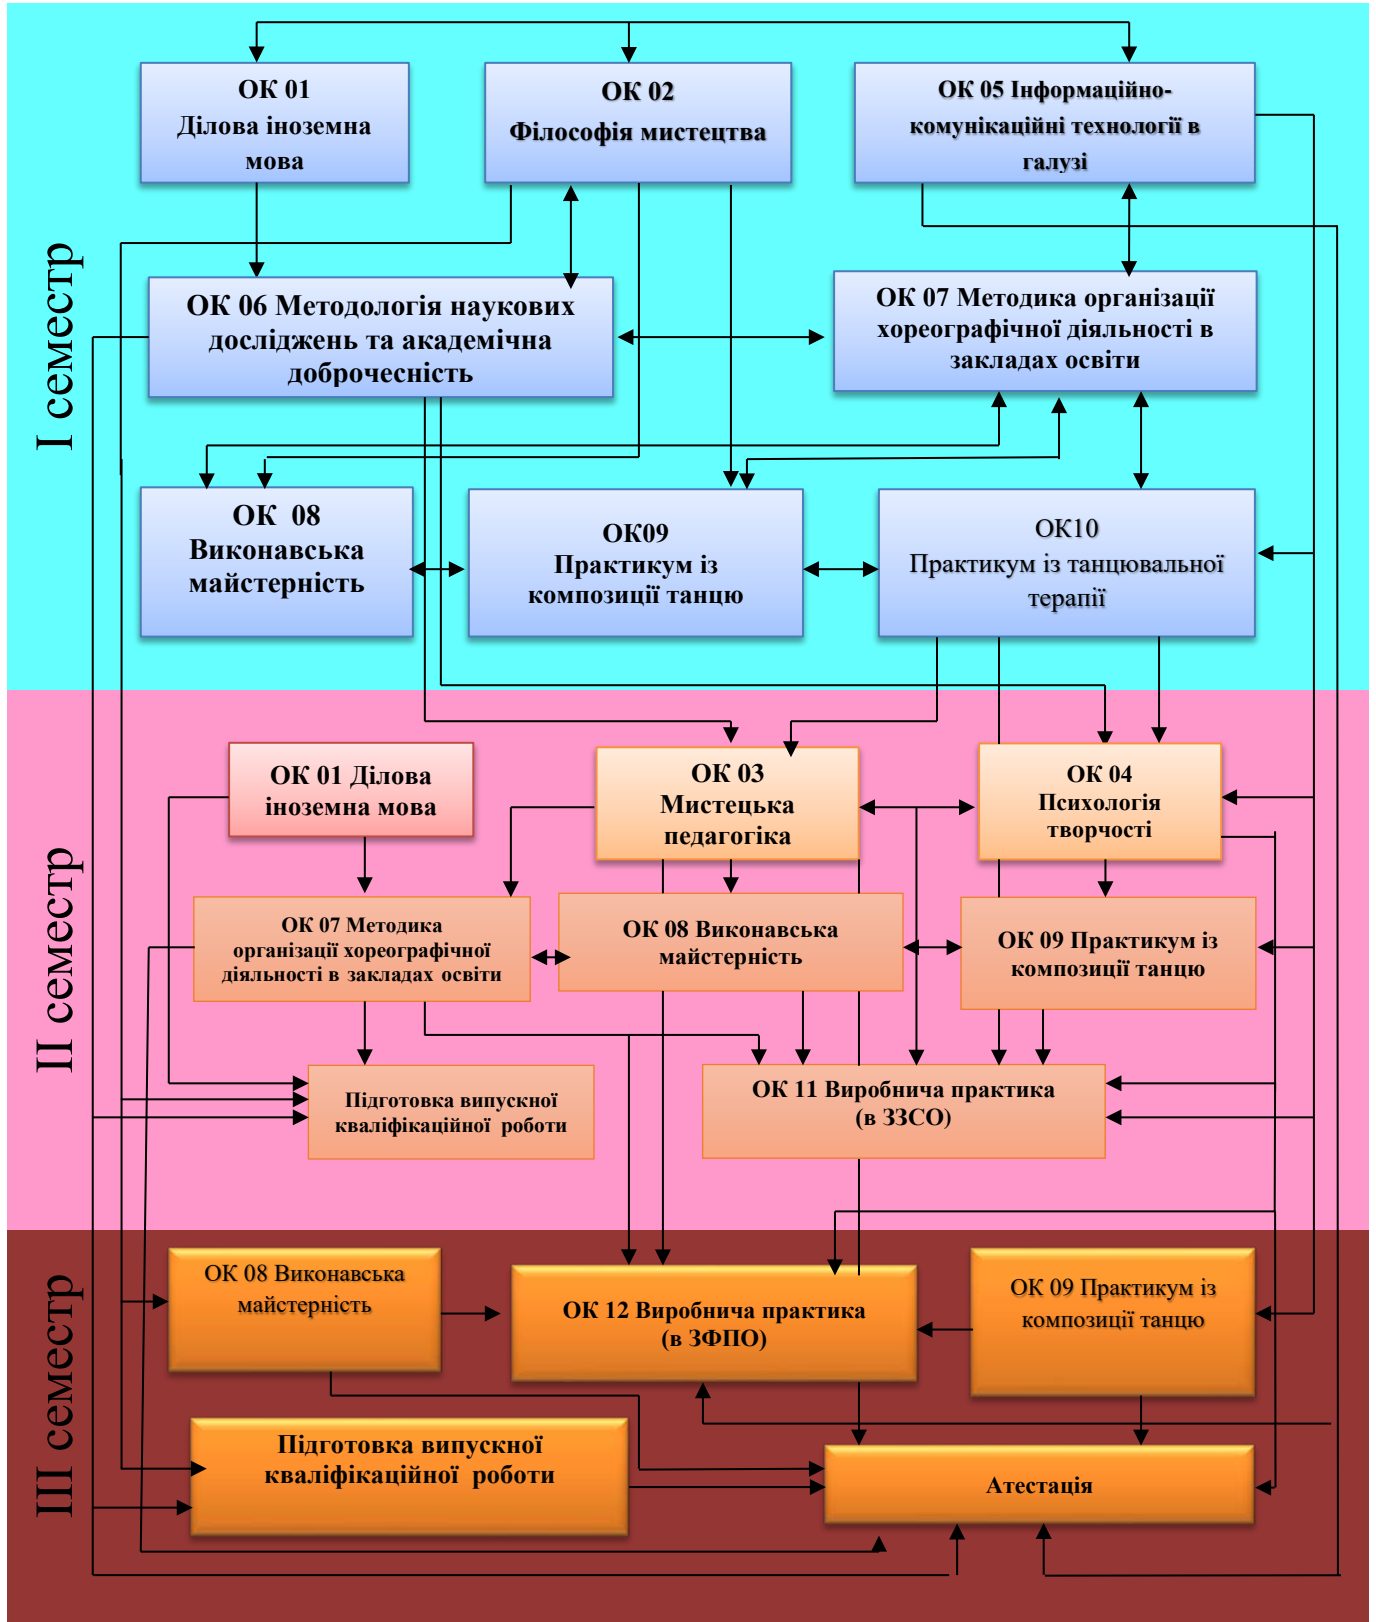 І семестр
ОК 01
Ділова іноземна
мова
ОК 02
Філософія мистецтва
ОК 05 Інформаційно-
комунікаційні технології в
галузі
ОК 06 Методологія наукових
досліджень та академічна
доброчесність
ОК 07 Методика організації
хореографічної діяльності в
закладах освіти
ОК 08
Виконавська
майстерність
ОК09
Практикум із
композиції танцю
ОК10
Практикум із танцювальної
терапії
ІІ семестр
ОК 01 Ділова
іноземна мова
ОК 03
Мистецька
педагогіка
ОК 04
Психологія
творчості
ОК 07 Методика
організації хореографічної
діяльності в закладах освіти
ОК 08 Виконавська
майстерність
ОК 09 Практикум із
композиції танцю
Підготовка випускної
кваліфікаційної роботи
ОК 11 Виробнича практика
(в ЗЗСО)
ІІІ семестр
ОК 08 Виконавська
майстерність
ОК 12 Виробнича практика
(в ЗФПО)
ОК 09 Практикум із
композиції танцю
Підготовка випускної
кваліфікаційної роботи
Атестація